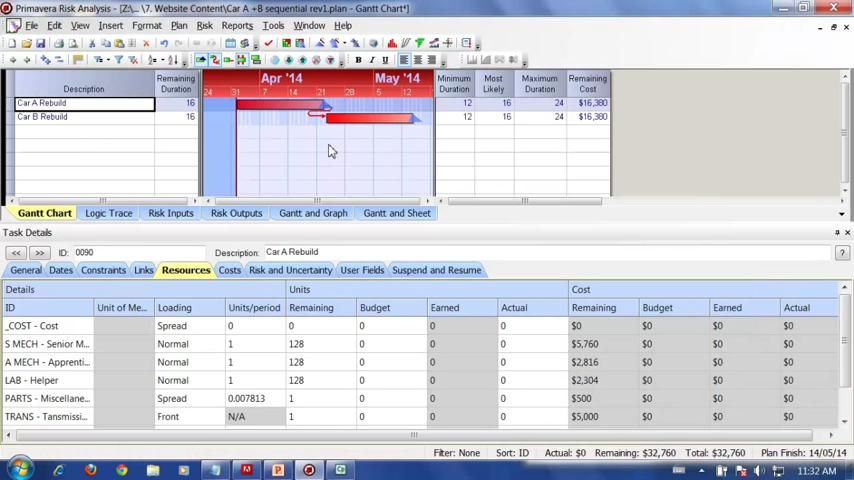 Primavera Risk Analysis - [Z:\... \7. Website Content\Car A +B sequential rev1.plan - Gantt Chart*]
File Edit View Insert Format Plan Risk Reports Tools Window Help
Description Remaining Duration Apr '14 May '14 Minimum Duration Most Likely Maximum Duration Remaining Cost
24 31 7 14 21 28 5 12
Car A Rebuild 16 12 16 24 $16,380
Car B Rebuild 16 12 16 24 $16,380
Gantt Chart Logic Trace Risk Inputs Risk Outputs Gantt and Graph Gantt and Sheet
Task Details
<< >> ID: 0090 Description: Car A Rebuild ?
General Dates Constraints Links Resources Costs Risk and Uncertainty User Fields Suspend and Resume
Details Units Cost
ID Unit of Me... Loading Units/period Remaining Budget Earned Actual Remaining Budget Earned Actual
_COST - Cost Spread 0 0 0 0 0 $0 $0 $0 $0
S MECH - Senior M... Normal 1 128 0 0 0 $5,760 $0 $0 $0
A MECH - Apprenti... Normal 1 128 0 0 0 $2,816 $0 $0 $0
LAB - Helper Normal 1 128 0 0 0 $2,304 $0 $0 $0
PARTS - Miscellane... Spread 0.007813 1 0 0 0 $500 $0 $0 $0
TRANS - Tansmissi... Front N/A 1 0 0 0 $5,000 $0 $0 $0
Filter: None Sort: ID Actual: $0 Remaining: $32,760 Total: $32,760 Plan Finish: 14/05/14
11:32 AM